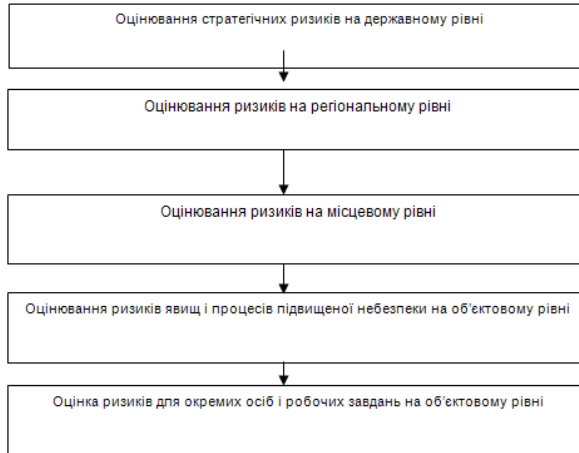 Оцінювання стратегічних ризиків на державному рівні
Оцінювання ризиків на регіональному рівні
Оцінювання ризиків на місцевому рівні
Оцінювання ризиків явищ і процесів підвищеної небезпеки на об’єктовому рівні
Оцінка ризиків для окремих осіб і робочих завдань на об’єктовому рівні